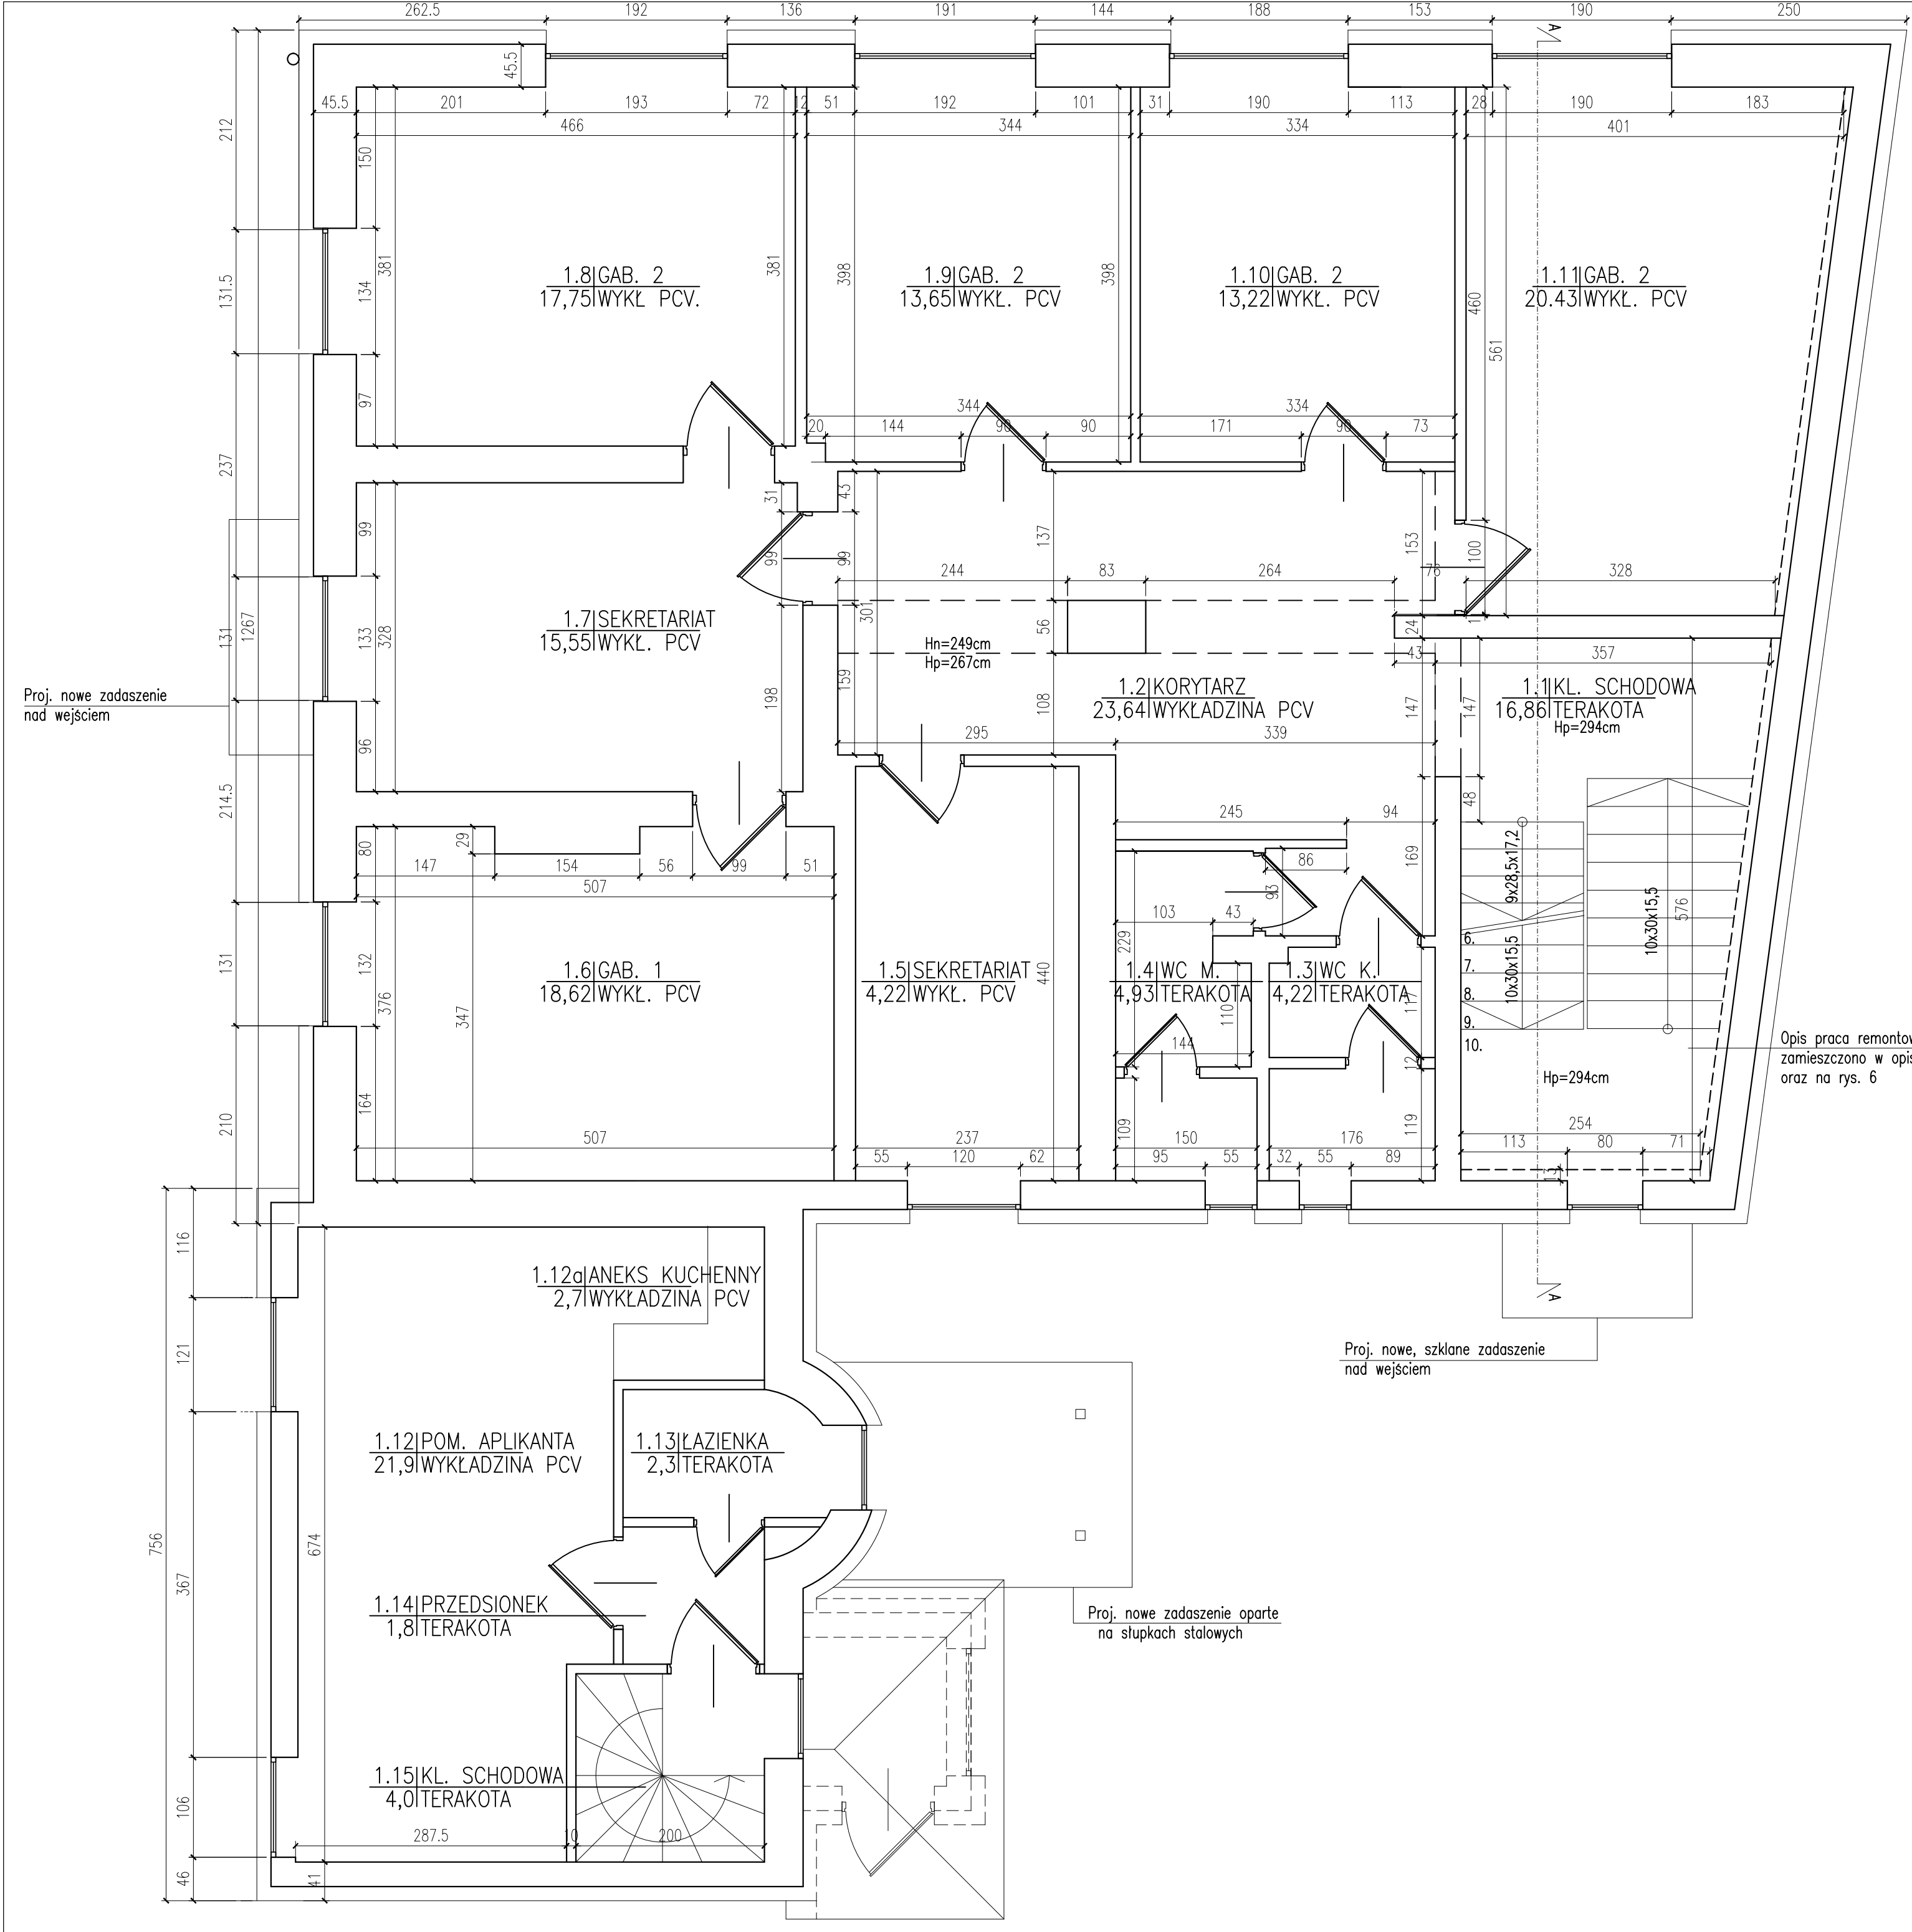 262.5 192 136 191 144 188 153 190 250
A
45.5
45.5 201 193 72 12 51 192 101 31 190 113 28 190 183
466 344 334 401
212
150
381
381
398
398
460
561
1.8 GAB. 2
17,75 WYKŁ PCV.
1.9 GAB. 2
13,65 WYKŁ. PCV
1.10 GAB. 2
13,22 WYKŁ. PCV
1.11 GAB. 2
20.43 WYKŁ. PCV
131.5
134
97
344 334
20 144 90 90 171 90 73
237
1267
99
31
43
99
99
137
153
100
244 83 264 76 328
131
133
328
1.7 SEKRETARIAT
15,55 WYKŁ. PCV
301
159
198
56
24
1
Hn=249cm
Hp=267cm
43 357
1.2 KORYTARZ
23,64 WYKŁADZINA PCV
1.1 KL. SCHODOWA
16,86 TERAKOTA
Hp=294cm
Proj. nowe zadaszenie
nad wejściem
96
108
147
147
295 339
214.5
48
245 94
80
29
147 154 56 99 51
507
86
93
169
9x28,5x17,2
10x30x15,5
10x30x15,5
576
103 43
229
131
132
376
347
440
1.6 GAB. 1
18,62 WYKŁ. PCV
1.5 SEKRETARIAT
4,22 WYKŁ. PCV
1.4 WC M.
4,93 TERAKOTA
1.3 WC K.
4,22 TERAKOTA
117
110
6.
7.
8.
9.
10.
144
12
Opis praca remontow
zamieszczono w opis
oraz na rys. 6
Hp=294cm
164
210
109
119
507 237 150 176 254
55 120 62 95 55 32 55 89 113 80 71
13
116
1.12a ANEKS KUCHENNY
2,7 WYKŁADZINA PCV
A
Proj. nowe, szklane zadaszenie
nad wejściem
121
1.12 POM. APLIKANTA
21,9 WYKŁADZINA PCV
1.13 ŁAZIENKA
2,3 TERAKOTA
756
674
367
1.14 PRZEDSIONEK
1,8 TERAKOTA
Proj. nowe zadaszenie oparte
na słupkach stalowych
1.15 KL. SCHODOWA
4,0 TERAKOTA
106
287.5 10 200
46
41